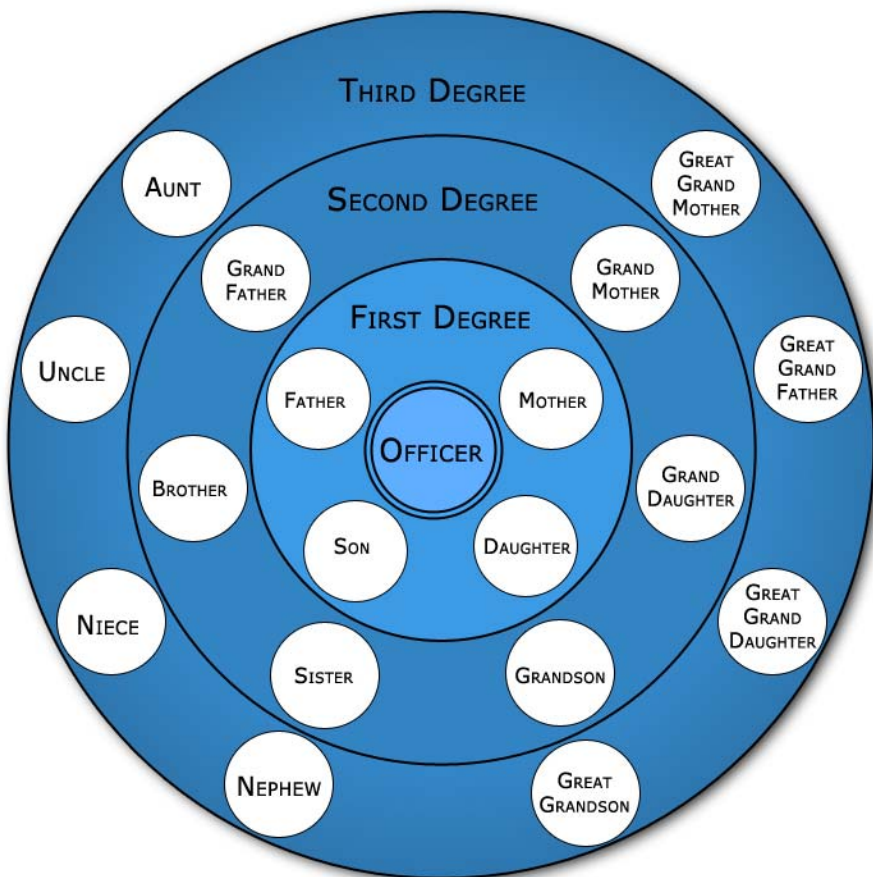 Third Degree
Aunt
Great
Grand
Mother
Second Degree
Grand
Father
Grand
Mother
First Degree
Uncle
Great
Grand
Father
Father
Mother
Officer
Brother
Grand
Daughter
Son
Daughter
Niece
Great
Grand
Daughter
Sister
Grandson
Nephew
Great
Grandson